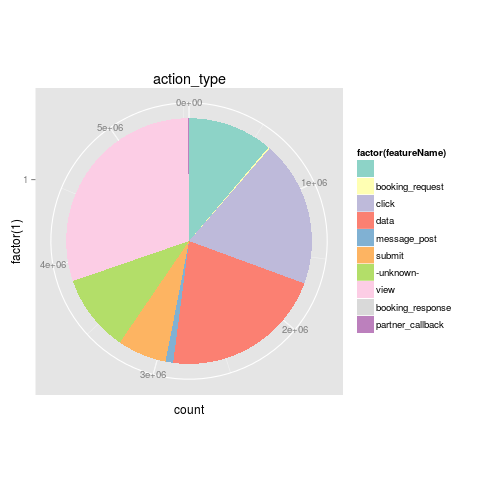 action_type
0e+00
5e+06
1e+06
1
4e+06
2e+06
3e+06
factor(1)
count
factor(featureName)
booking_request
click
data
message_post
submit
-unknown-
view
booking_response
partner_callback